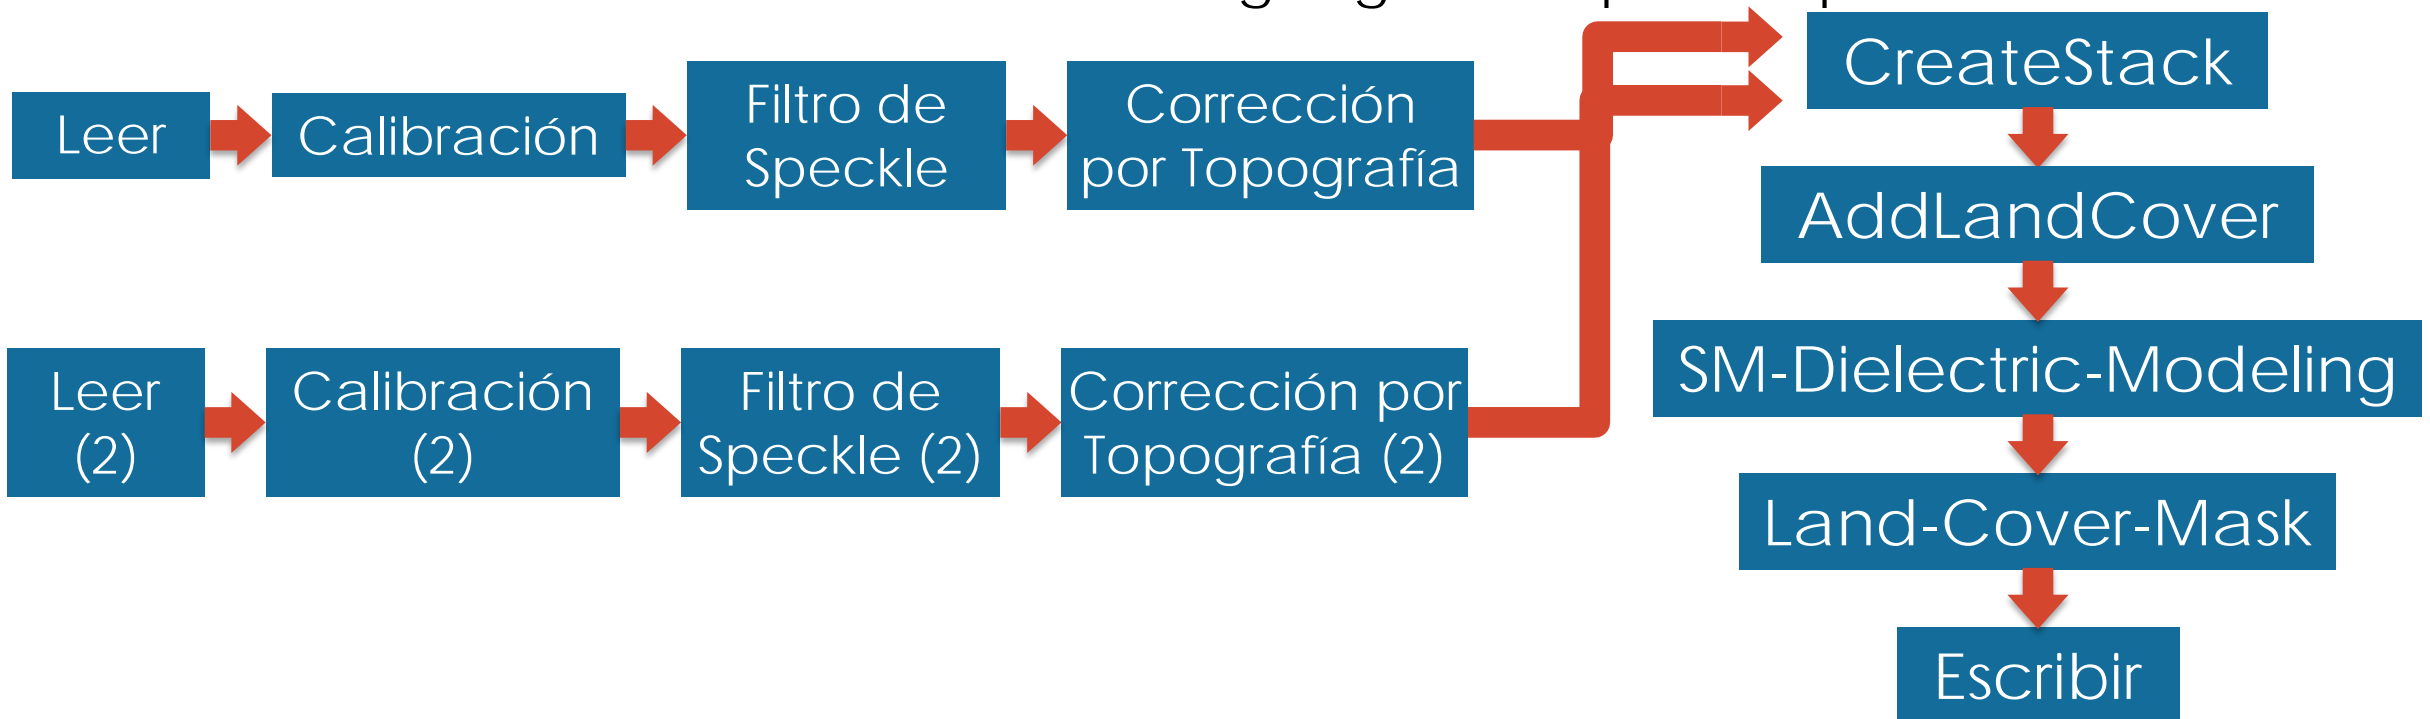 Leer
Calibración
Filtro de
Speckle
Corrección
por Topografía
Leer
(2)
Calibración
(2)
Filtro de
Speckle (2)
Corrección por
Topografía (2)
CreateStack
AddLandCover
SM-Dielectric-Modeling
Land-Cover-Mask
Escribir